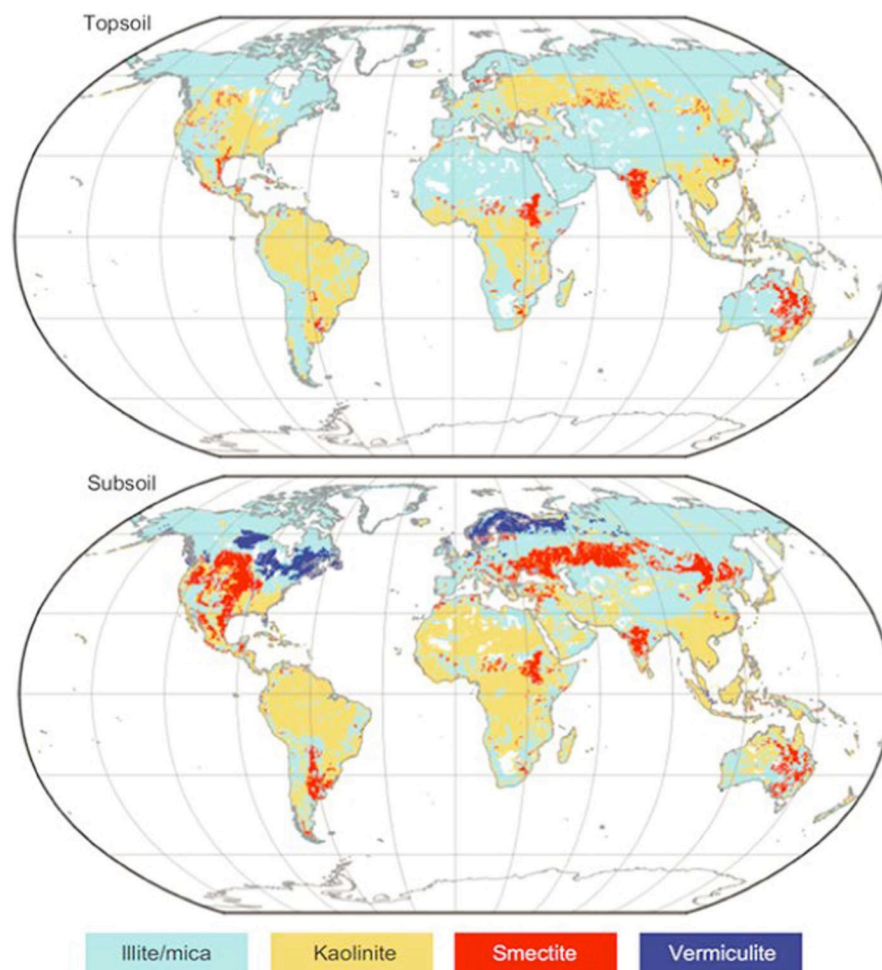 Topsoil
Subsoil
Illite/mica
Kaolinite
Smectite
Vermiculite